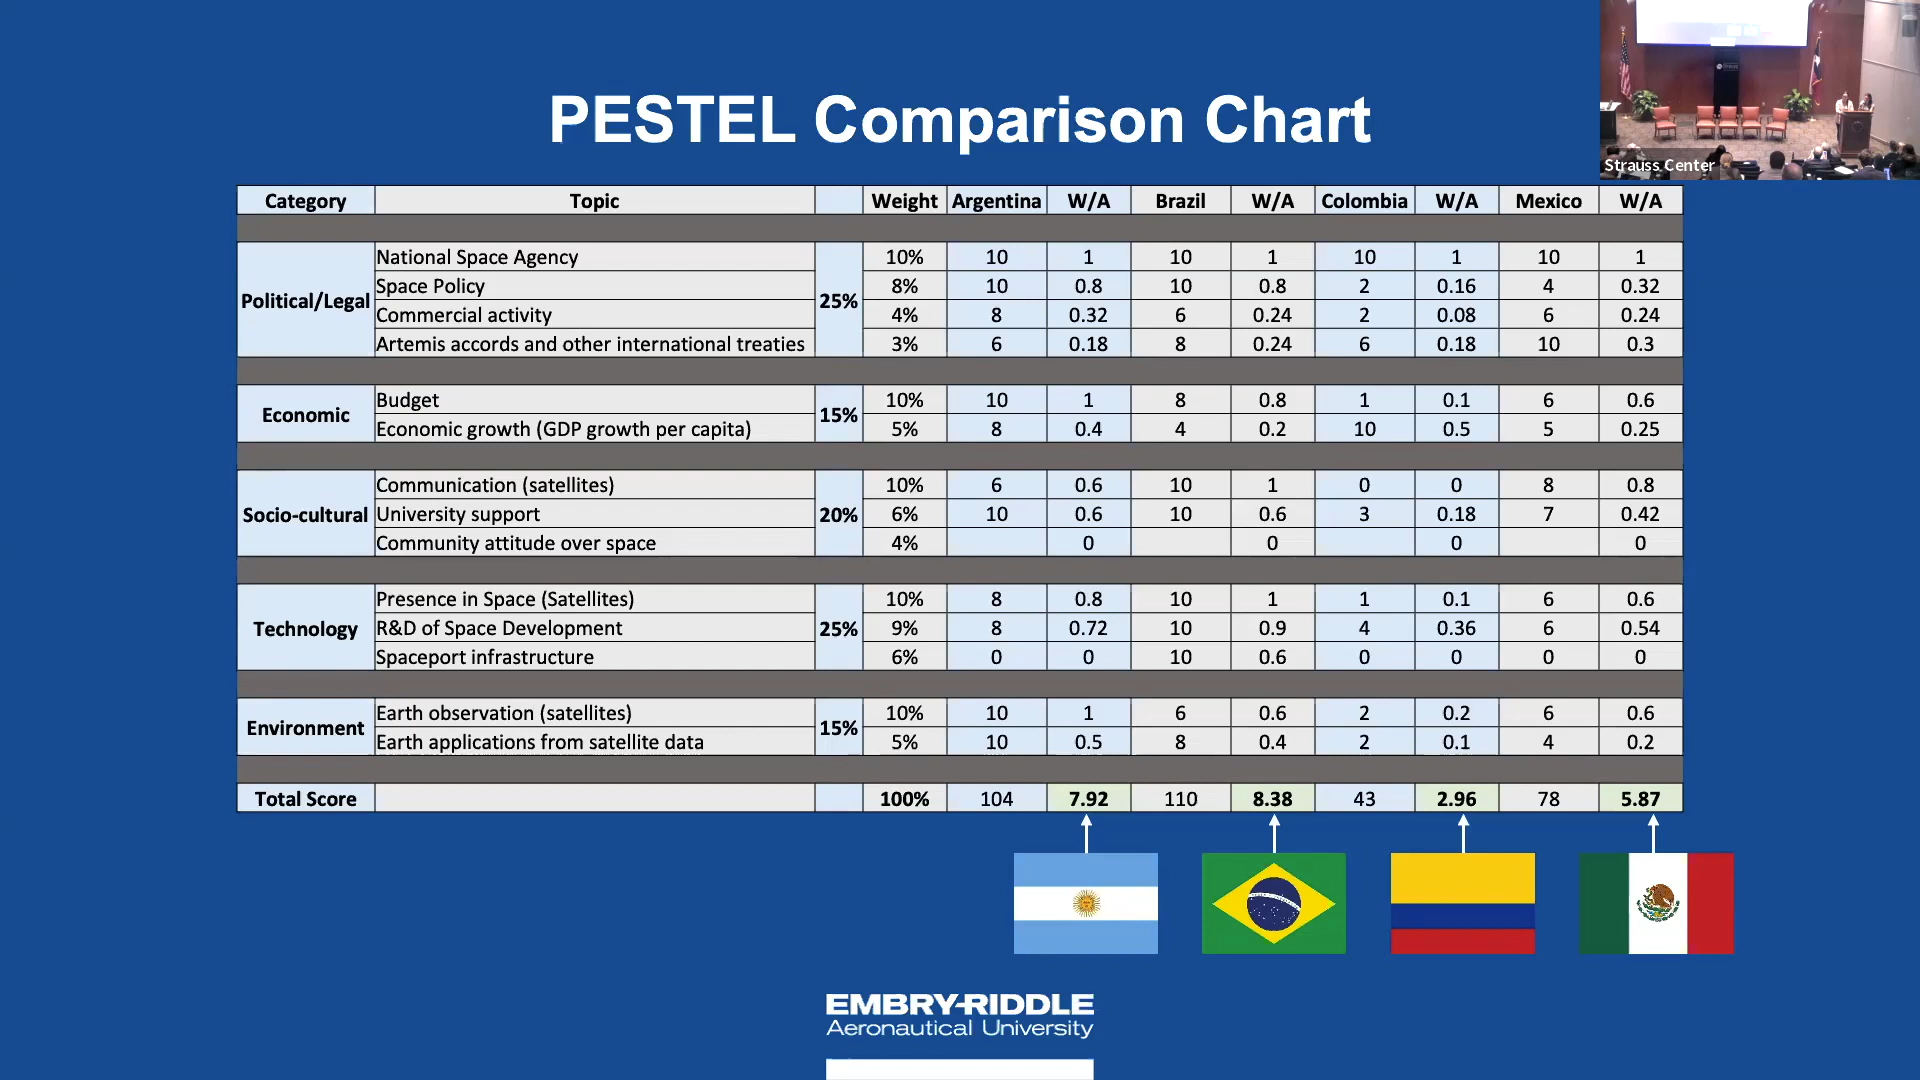 Strauss Center
PESTEL Comparison Chart
Category Topic Weight Argentina W/A Brazil W/A Colombia W/A Mexico W/A
Political/Legal 25%
National Space Agency 10% 10 1 10 1 10 1 10 1
Space Policy 8% 10 0.8 10 0.8 2 0.16 4 0.32
Commercial activity 4% 8 0.32 6 0.24 2 0.08 6 0.24
Artemis accords and other international treaties 3% 6 0.18 8 0.24 6 0.18 10 0.3
Economic 15%
Budget 10% 10 1 8 0.8 1 0.1 6 0.6
Economic growth (GDP growth per capita) 5% 8 0.4 4 0.2 10 0.5 5 0.25
Socio-cultural 20%
Communication (satellites) 10% 6 0.6 10 1 0 0 8 0.8
University support 6% 10 0.6 10 0.6 3 0.18 7 0.42
Community attitude over space 4% 0 0 0 0
Technology 25%
Presence in Space (Satellites) 10% 8 0.8 10 1 1 0.1 6 0.6
R&D of Space Development 9% 8 0.72 10 0.9 4 0.36 6 0.54
Spaceport infrastructure 6% 0 0 10 0.6 0 0 0 0
Environment 15%
Earth observation (satellites) 10% 10 1 6 0.6 2 0.2 6 0.6
Earth applications from satellite data 5% 10 0.5 8 0.4 2 0.1 4 0.2
Total Score 100% 104 7.92 110 8.38 43 2.96 78 5.87
EMBRY-RIDDLE
Aeronautical University